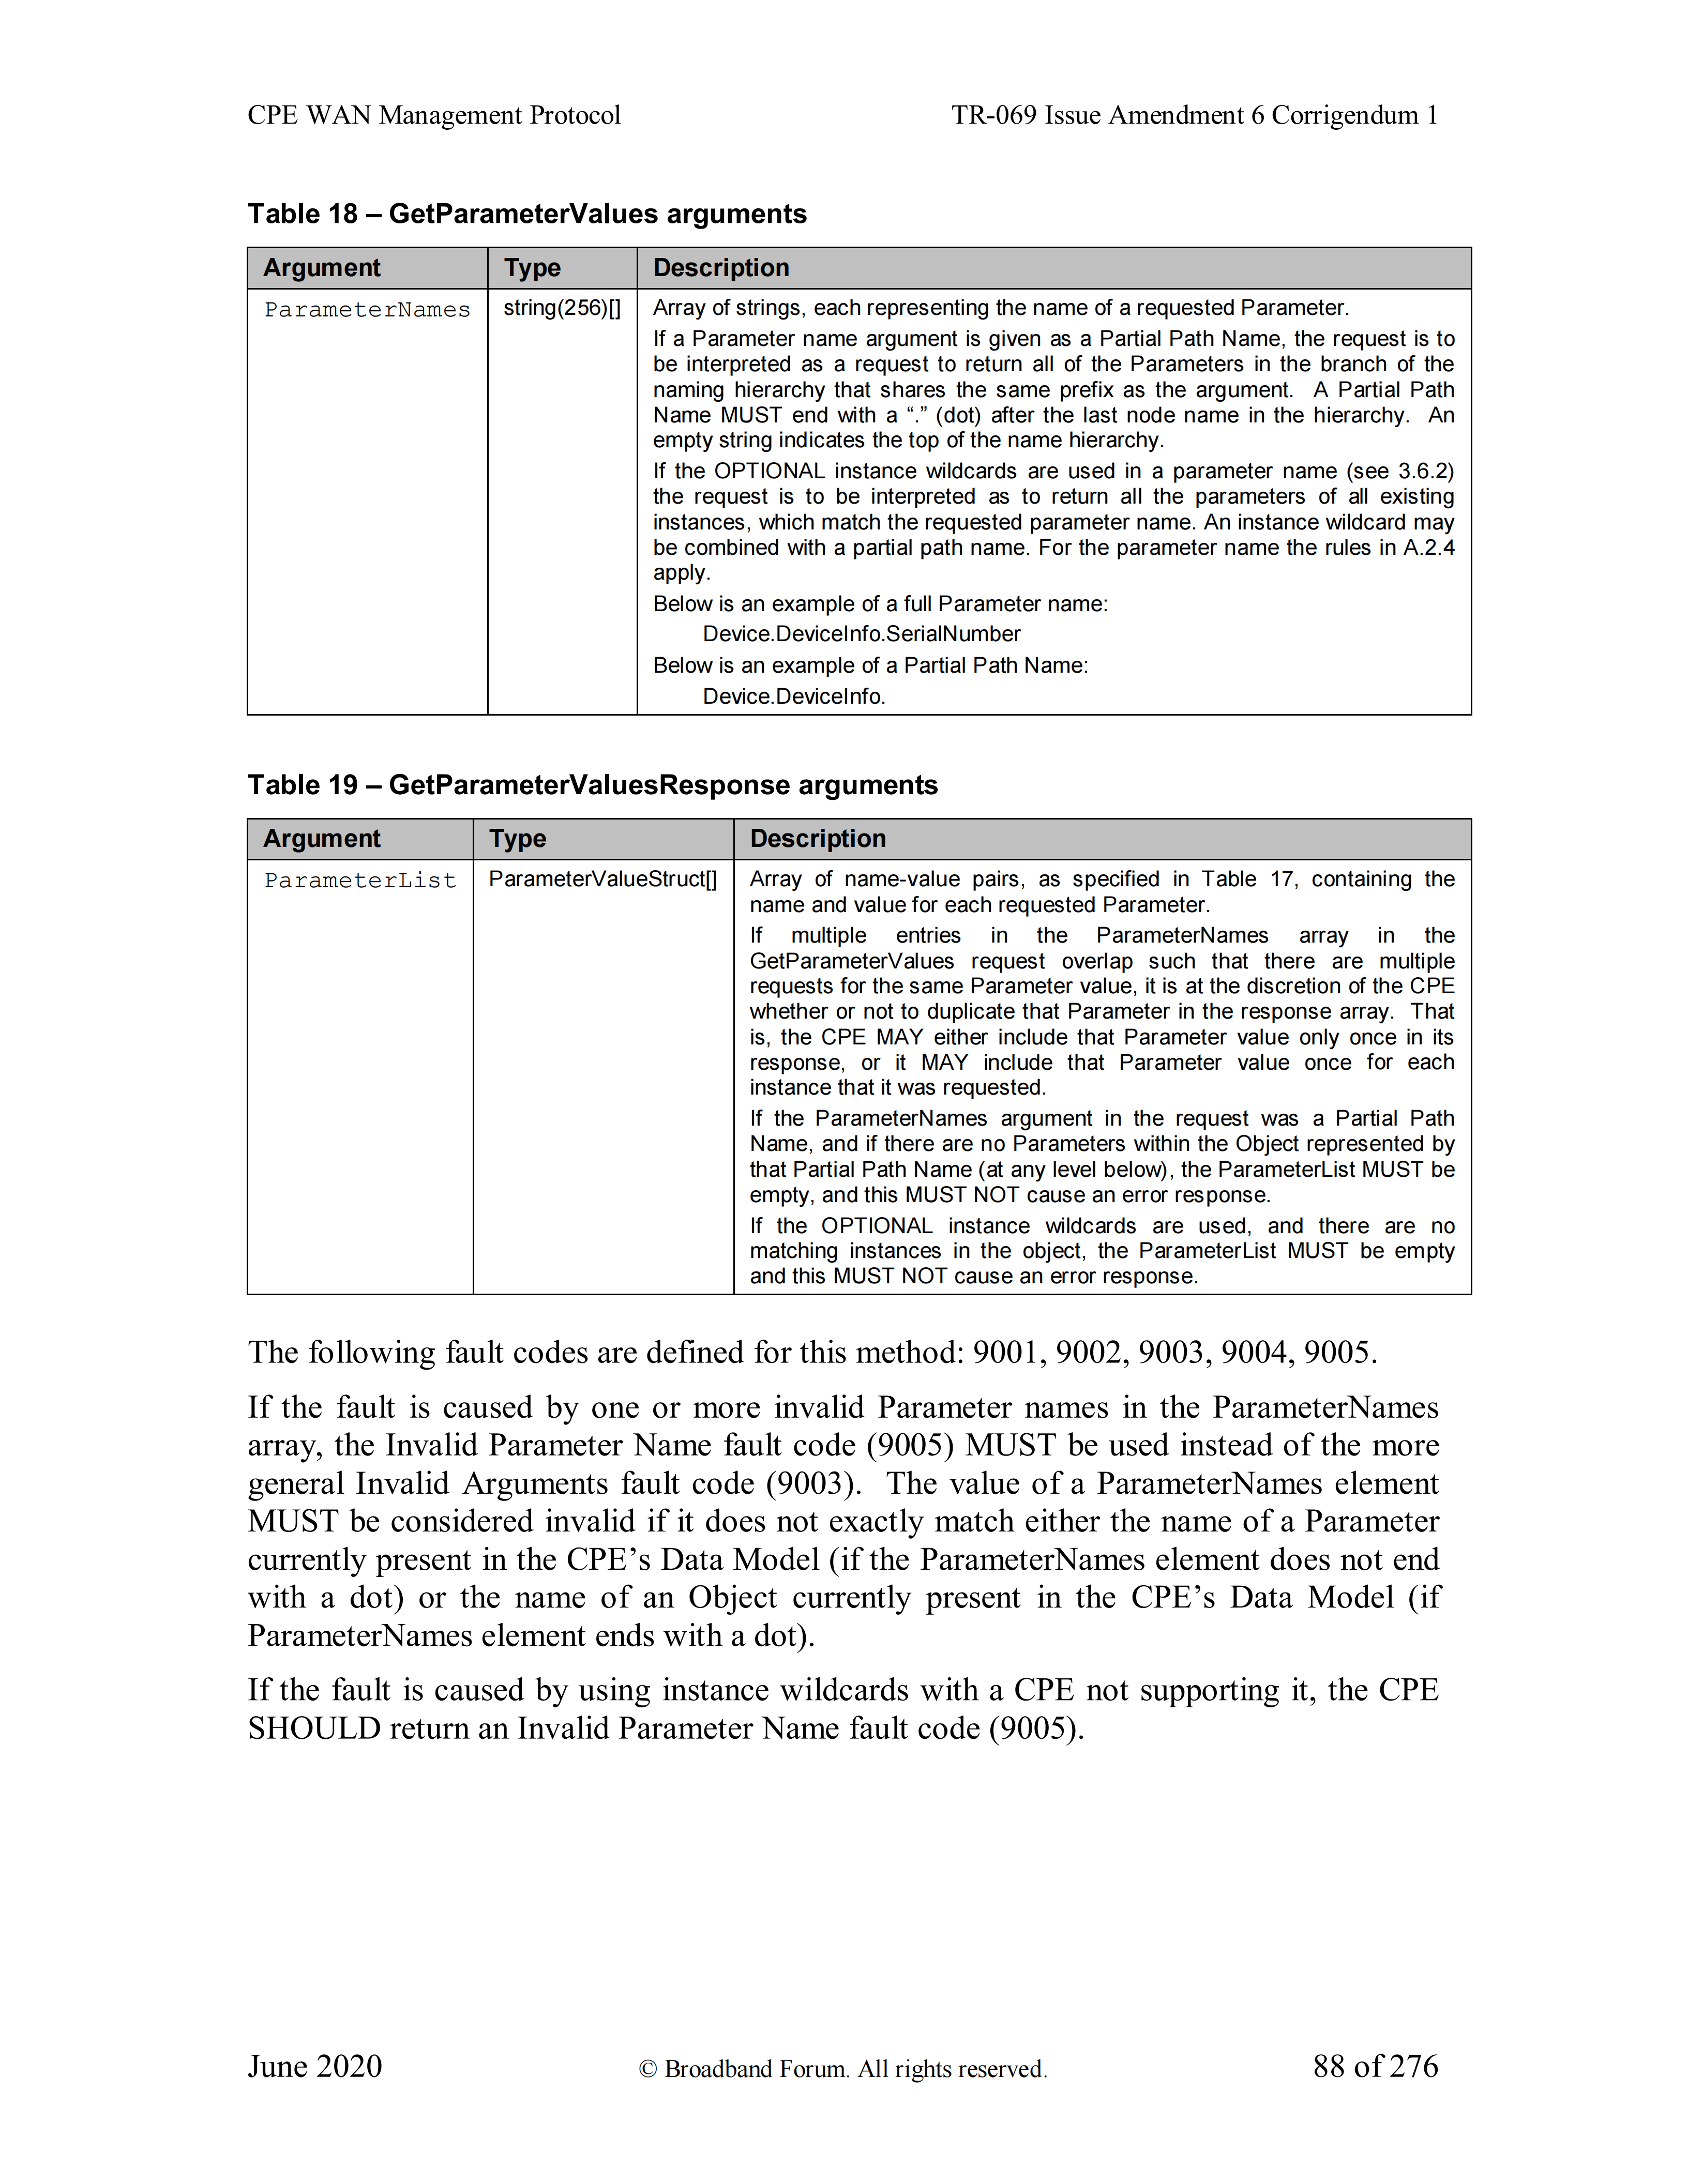 CPE WAN Management Protocol TR-069 Issue Amendment 6 Corrigendum 1
Table 18 – GetParameterValues arguments
Argument Type Description
ParameterNames string(256)[] Array of strings, each representing the name of a requested Parameter.
If a Parameter name argument is given as a Partial Path Name, the request is to
be interpreted as a request to return all of the Parameters in the branch of the
naming hierarchy that shares the same prefix as the argument. A Partial Path
Name MUST end with a “.” (dot) after the last node name in the hierarchy. An
empty string indicates the top of the name hierarchy.
If the OPTIONAL instance wildcards are used in a parameter name (see 3.6.2)
the request is to be interpreted as to return all the parameters of all existing
instances, which match the requested parameter name. An instance wildcard may
be combined with a partial path name. For the parameter name the rules in A.2.4
apply.
Below is an example of a full Parameter name:
Device.DeviceInfo.SerialNumber
Below is an example of a Partial Path Name:
Device.DeviceInfo.
Table 19 – GetParameterValuesResponse arguments
Argument Type Description
ParameterList ParameterValueStruct[] Array of name-value pairs, as specified in Table 17, containing the
name and value for each requested Parameter.
If multiple entries in the ParameterNames array in the
GetParameterValues request overlap such that there are multiple
requests for the same Parameter value, it is at the discretion of the CPE
whether or not to duplicate that Parameter in the response array. That
is, the CPE MAY either include that Parameter value only once in its
response, or it MAY include that Parameter value once for each
instance that it was requested.
If the ParameterNames argument in the request was a Partial Path
Name, and if there are no Parameters within the Object represented by
that Partial Path Name (at any level below), the ParameterList MUST be
empty, and this MUST NOT cause an error response.
If the OPTIONAL instance wildcards are used, and there are no
matching instances in the object, the ParameterList MUST be empty
and this MUST NOT cause an error response.
The following fault codes are defined for this method: 9001, 9002, 9003, 9004, 9005.
If the fault is caused by one or more invalid Parameter names in the ParameterNames
array, the Invalid Parameter Name fault code (9005) MUST be used instead of the more
general Invalid Arguments fault code (9003). The value of a ParameterNames element
MUST be considered invalid if it does not exactly match either the name of a Parameter
currently present in the CPE’s Data Model (if the ParameterNames element does not end
with a dot) or the name of an Object currently present in the CPE’s Data Model (if
ParameterNames element ends with a dot).
If the fault is caused by using instance wildcards with a CPE not supporting it, the CPE
SHOULD return an Invalid Parameter Name fault code (9005).
June 2020 © Broadband Forum. All rights reserved. 88 of 276